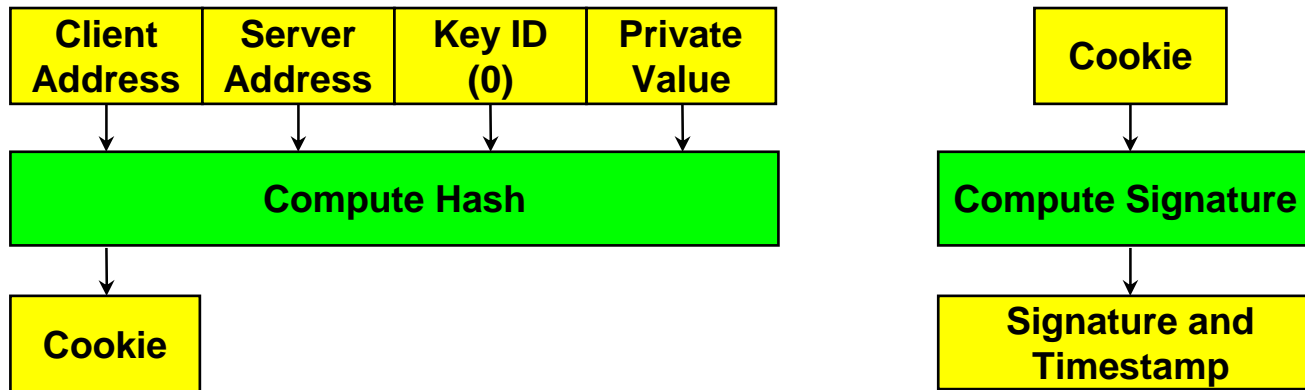 Client
Address
Server
Address
Key ID
(0)
Private
Value
Compute Hash
Cookie
Cookie
Compute Signature
Signature and
Timestamp